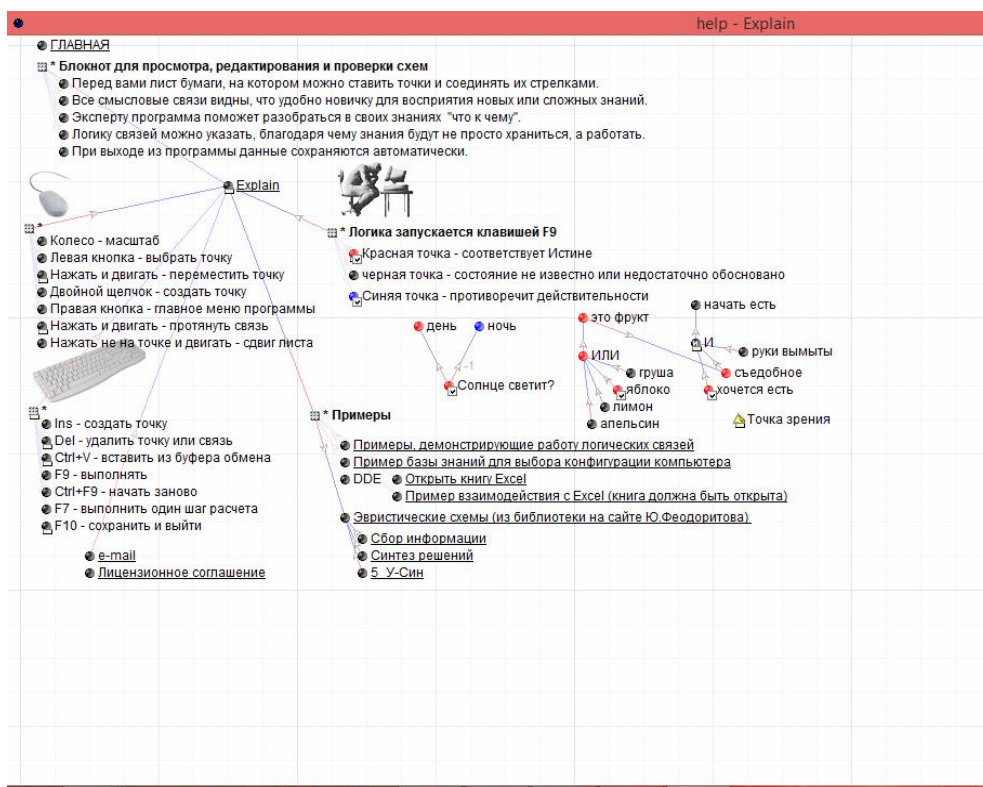 help - Explain
ГЛАВНАЯ
* Блокнот для просмотра, редактирования и проверки схем
Перед вами лист бумаги, на котором можно ставить точки и соединять их стрелками.
Все смысловые связи видны, что удобно новичку для восприятия новых или сложных знаний.
Эксперту программа поможет разобраться в своих знаниях "что к чему".
Логику связей можно указать, благодаря чему знания будут не просто храниться, а работать.
При выходе из программы данные сохраняются автоматически.
Explain
*
Колесо - масштаб
Левая кнопка - выбрать точку
Нажать и двигать - переместить точку
Двойной щелчок - создать точку
Правая кнопка - главное меню программы
Нажать и двигать - протянуть связь
Нажать не на точке и двигать - сдвиг листа
*
Ins - создать точку
Del - удалить точку или связь
Ctrl+V - вставить из буфера обмена
F9 - выполнять
Ctrl+F9 - начать заново
F7 - выполнить один шаг расчета
F10 - сохранить и выйти
e-mail
Лицензионное соглашение
* Логика запускается клавишей F9
Красная точка - соответствует Истине
черная точка - состояние не известно или недостаточно обосновано
Синяя точка - противоречит действительности
день
ночь
-1
Солнце светит?
это фрукт
ИЛИ
груша
яблоко
лимон
апельсин
начать есть
И
руки вымыты
съедобное
хочется есть
Точка зрения
* Примеры
Примеры, демонстрирующие работу логических связей
Пример базы знаний для выбора конфигурации компьютера
DDE Открыть книгу Excel
Пример взаимодействия с Excel (книга должна быть открыта)
Эвристические схемы (из библиотеки на сайте Ю.Феодоритова)
Сбор информации
Синтез решений
5_У-Син